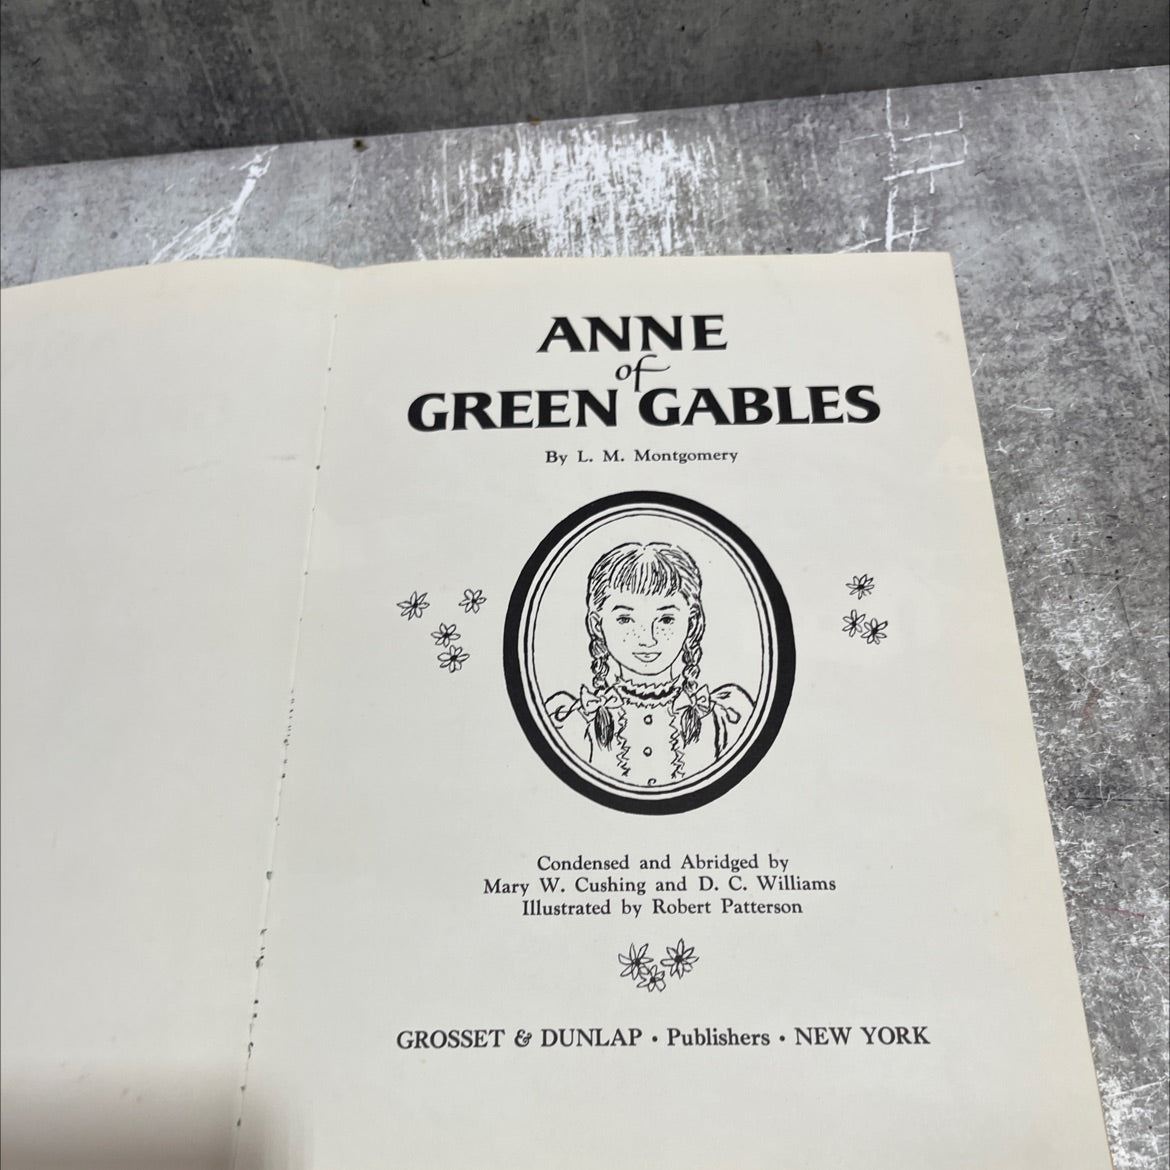 ANNE
of
GREEN GABLES
By L. M. Montgomery
Condensed and Abridged by
Mary W. Cushing and D. C. Williams
Illustrated by Robert Patterson
GROSSET & DUNLAP • Publishers • NEW YORK